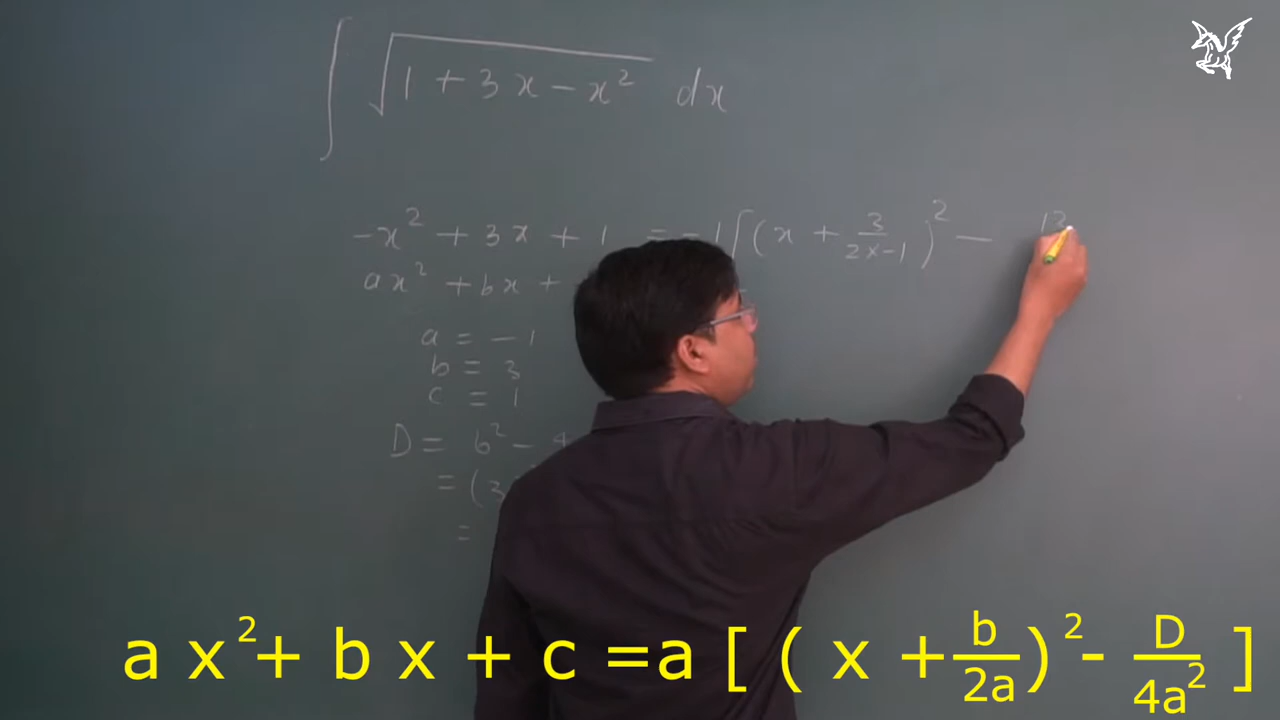 ∫ √(1 + 3x − x²) dx
−x² + 3x + 1 = −1[(x + 3/(2×−1))² − 13
ax² + bx +
a = −1
b = 3
c = 1
D = b² − 4
= (3
=
a x² + b x + c = a [ ( x + b/2a )² - D/4a² ]